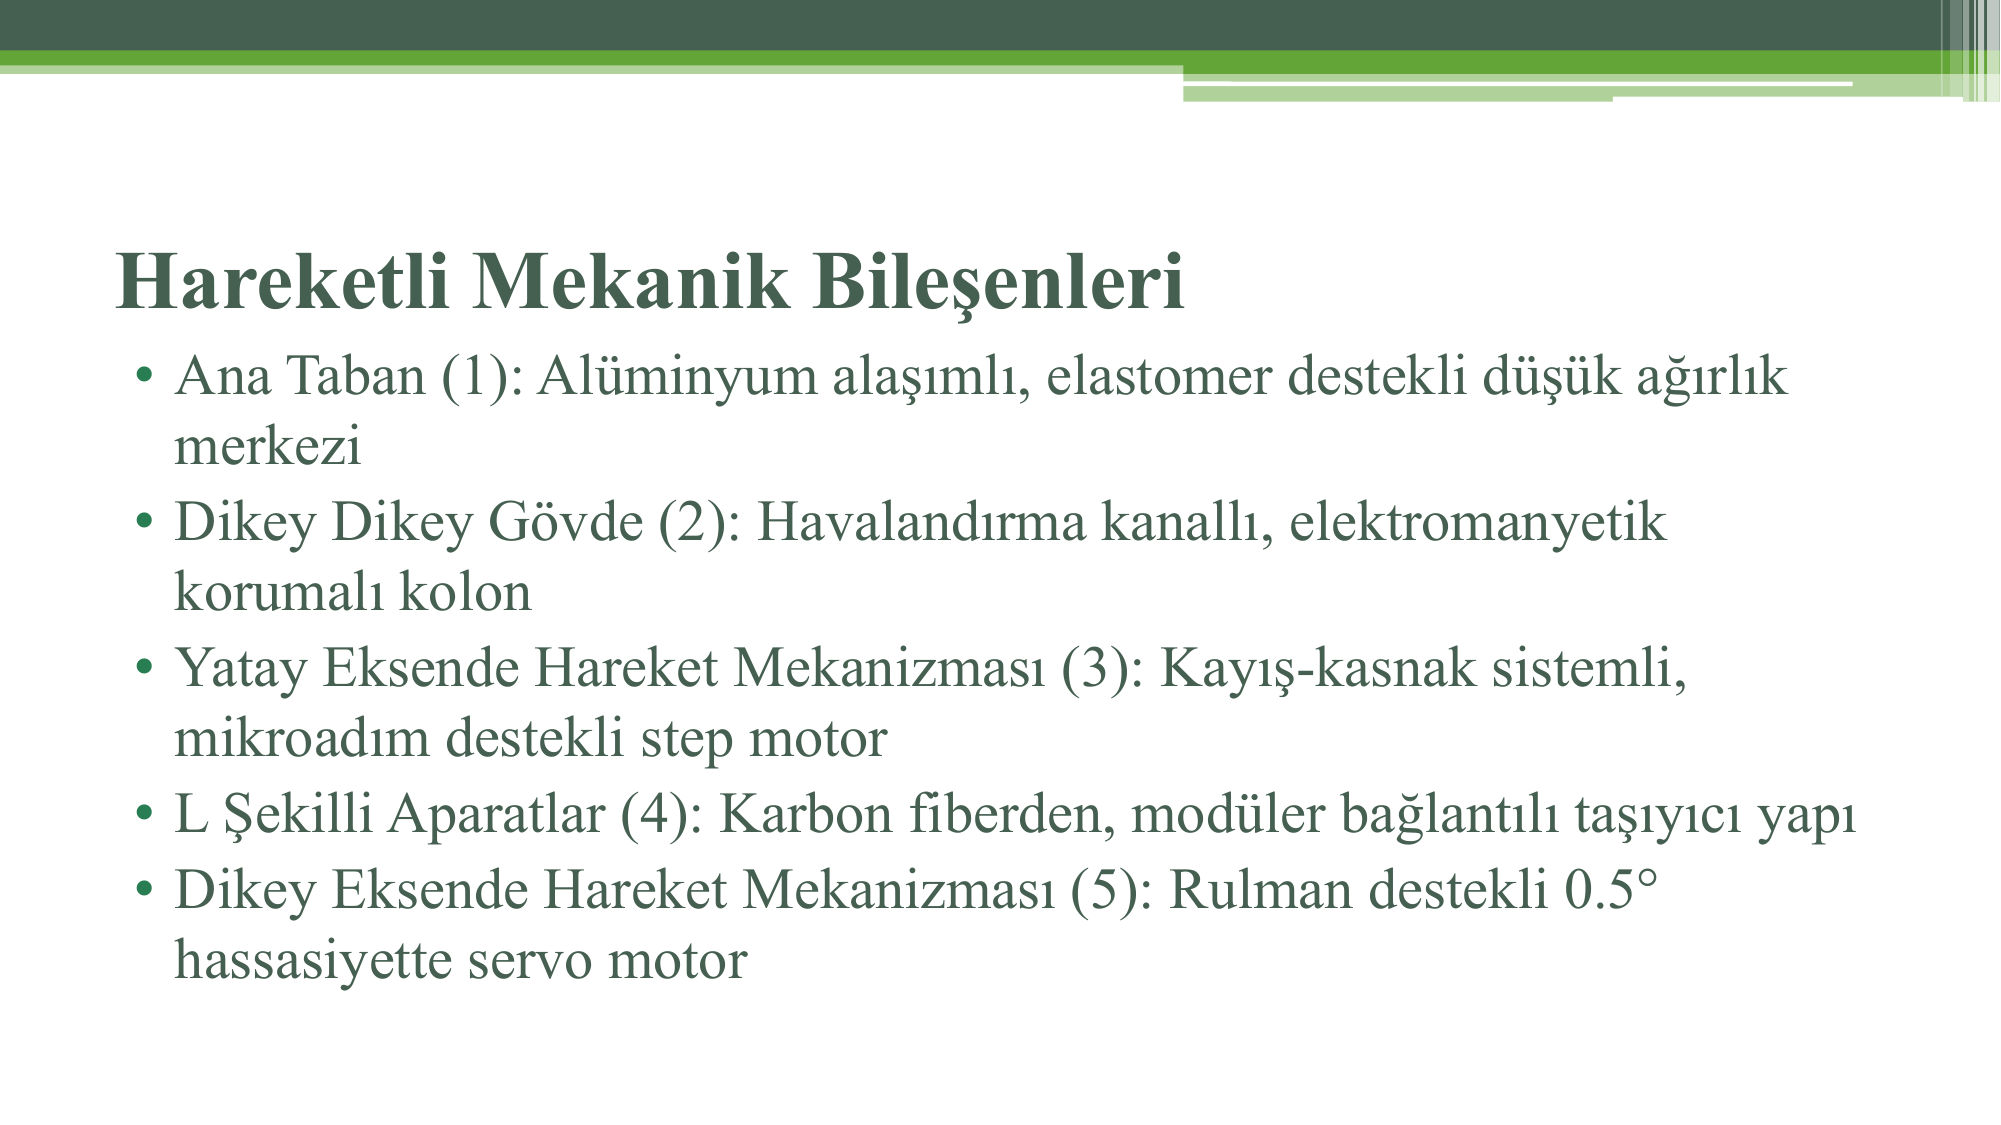 Hareketli Mekanik Bileşenleri
• Ana Taban (1): Alüminyum alaşımlı, elastomer destekli düşük ağırlık
merkezi
• Dikey Dikey Gövde (2): Havalandırma kanallı, elektromanyetik
korumalı kolon
• Yatay Eksende Hareket Mekanizması (3): Kayış-kasnak sistemli,
mikroadım destekli step motor
• L Şekilli Aparatlar (4): Karbon fiberden, modüler bağlantılı taşıyıcı yapı
• Dikey Eksende Hareket Mekanizması (5): Rulman destekli 0.5°
hassasiyette servo motor